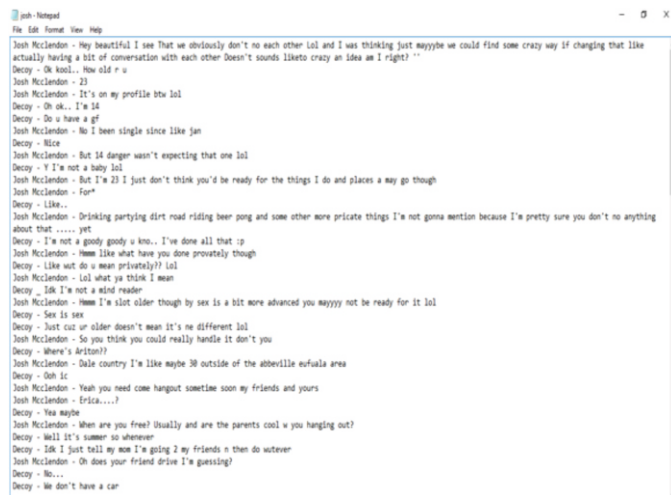 josh - Notepad
File Edit Format View Help
Josh Mcclendon - Hey beautiful I see That we obviously don't no each other Lol and I was thinking just mayyybe we could find some crazy way if changing that like
actually having a bit of conversation with each other Doesn't sounds liketo crazy an idea am I right? ''
Decoy - Ok kool.. How old r u
Josh Mcclendon - 23
Josh Mcclendon - It's on my profile btw lol
Decoy - Oh ok.. I'm 14
Decoy - Do u have a gf
Josh Mcclendon - No I been single since like jan
Decoy - Nice
Josh Mcclendon - But 14 danger wasn't expecting that one lol
Decoy - Y I'm not a baby lol
Josh Mcclendon - But I'm 23 I just don't think you'd be ready for the things I do and places a may go though
Josh Mcclendon - For*
Decoy - Like..
Josh Mcclendon - Drinking partying dirt road riding beer pong and some other more pricate things I'm not gonna mention because I'm pretty sure you don't no anything
about that ..... yet
Decoy - I'm not a goody goody u kno.. I've done all that :p
Josh Mcclendon - Hmmm like what have you done provately though
Decoy - Like wut do u mean privately?? Lol
Josh Mcclendon - Lol what ya think I mean
Decoy _ Idk I'm not a mind reader
Josh Mcclendon - Hmmm I'm slot older though by sex is a bit more advanced you mayyyy not be ready for it lol
Decoy - Sex is sex
Decoy - Just cuz ur older doesn't mean it's ne different lol
Josh Mcclendon - So you think you could really handle it don't you
Decoy - Where's Ariton??
Josh Mcclendon - Dale country I'm like maybe 30 outside of the abbeville eufuala area
Decoy - Ooh ic
Josh Mcclendon - Yeah you need come hangout sometime soon my friends and yours
Josh Mcclendon - Erica....?
Decoy - Yea maybe
Josh Mcclendon - When are you free? Usually and are the parents cool w you hanging out?
Decoy - Well it's summer so whenever
Decoy - Idk I just tell my mom I'm going 2 my friends n then do wutever
Josh Mcclendon - Oh does your friend drive I'm guessing?
Decoy - No...
Decoy - We don't have a car